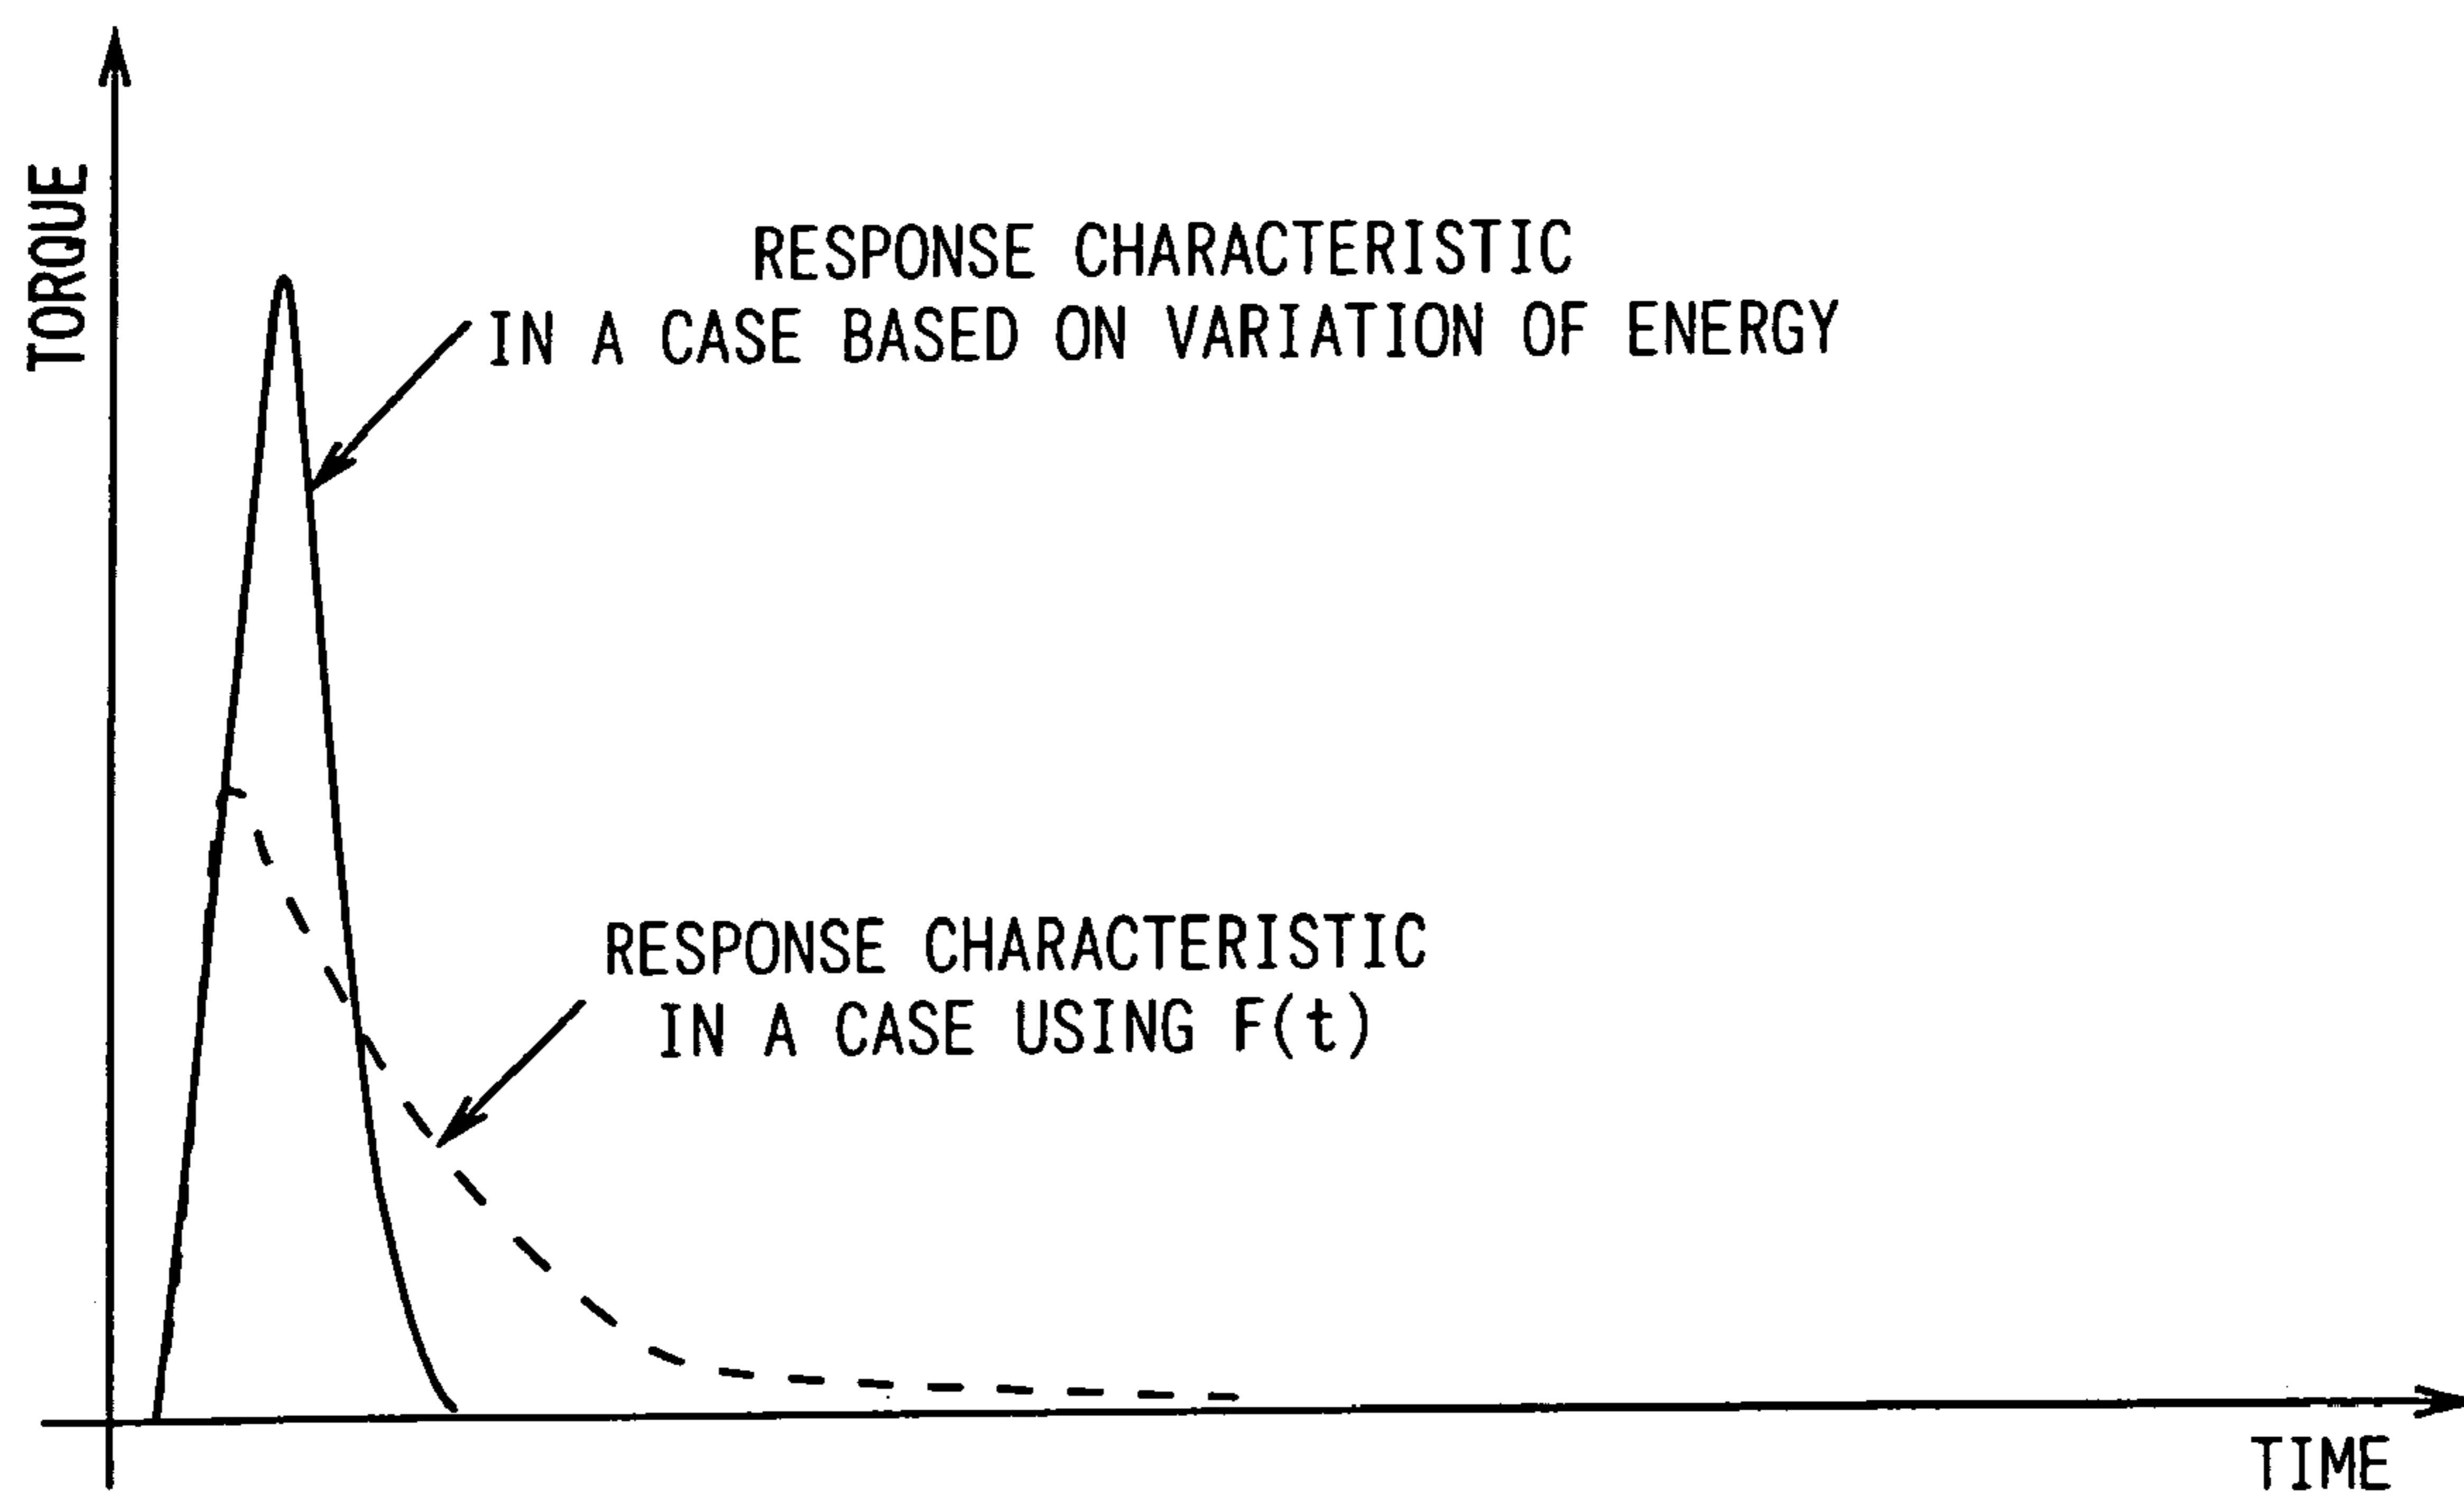 TORQUE
RESPONSE CHARACTERISTIC
IN A CASE BASED ON VARIATION OF ENERGY
RESPONSE CHARACTERISTIC
IN A CASE USING F(t)
TIME